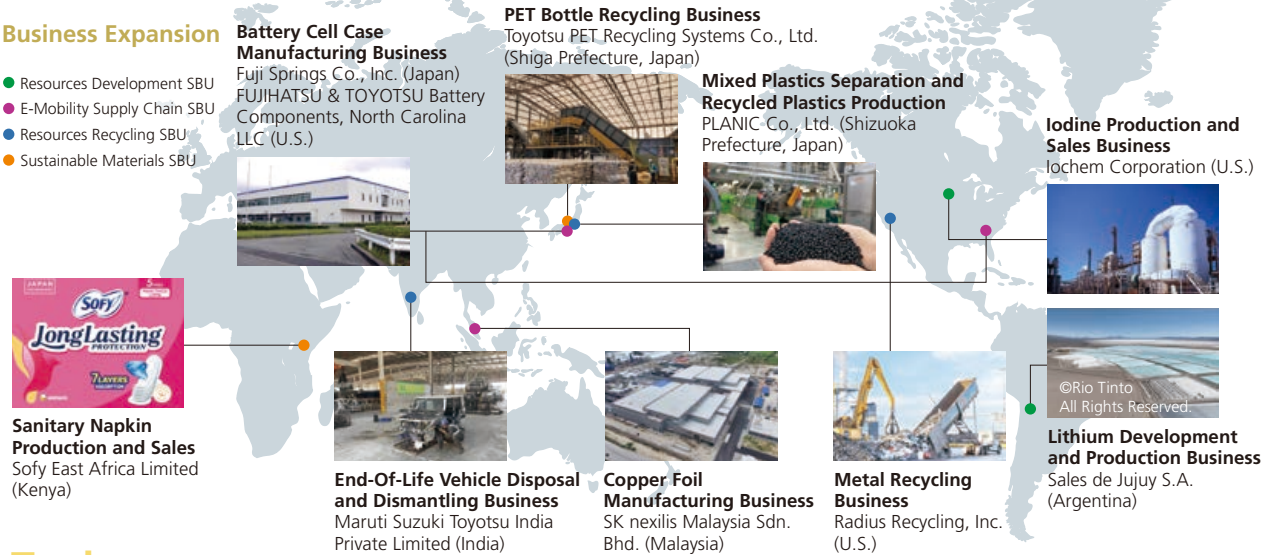 Business Expansion
Resources Development SBU
E-Mobility Supply Chain SBU
Resources Recycling SBU
Sustainable Materials SBU
Battery Cell Case
Manufacturing Business
Fuji Springs Co., Inc. (Japan)
FUJIHATSU & TOYOTSU Battery
Components, North Carolina
LLC (U.S.)
PET Bottle Recycling Business
Toyotsu PET Recycling Systems Co., Ltd.
(Shiga Prefecture, Japan)
Mixed Plastics Separation and
Recycled Plastics Production
PLANIC Co., Ltd. (Shizuoka
Prefecture, Japan)
Iodine Production and
Sales Business
Iochem Corporation (U.S.)
JAPAN
SOFY
LongLasting
PROTECTION
7 LAYERS
Sanitary Napkin
Production and Sales
Sofy East Africa Limited
(Kenya)
End-Of-Life Vehicle Disposal
and Dismantling Business
Maruti Suzuki Toyotsu India
Private Limited (India)
Copper Foil
Manufacturing Business
SK nexilis Malaysia Sdn.
Bhd. (Malaysia)
Metal Recycling
Business
Radius Recycling, Inc.
(U.S.)
©Rio Tinto
All Rights Reserved.
Lithium Development
and Production Business
Sales de Jujuy S.A.
(Argentina)